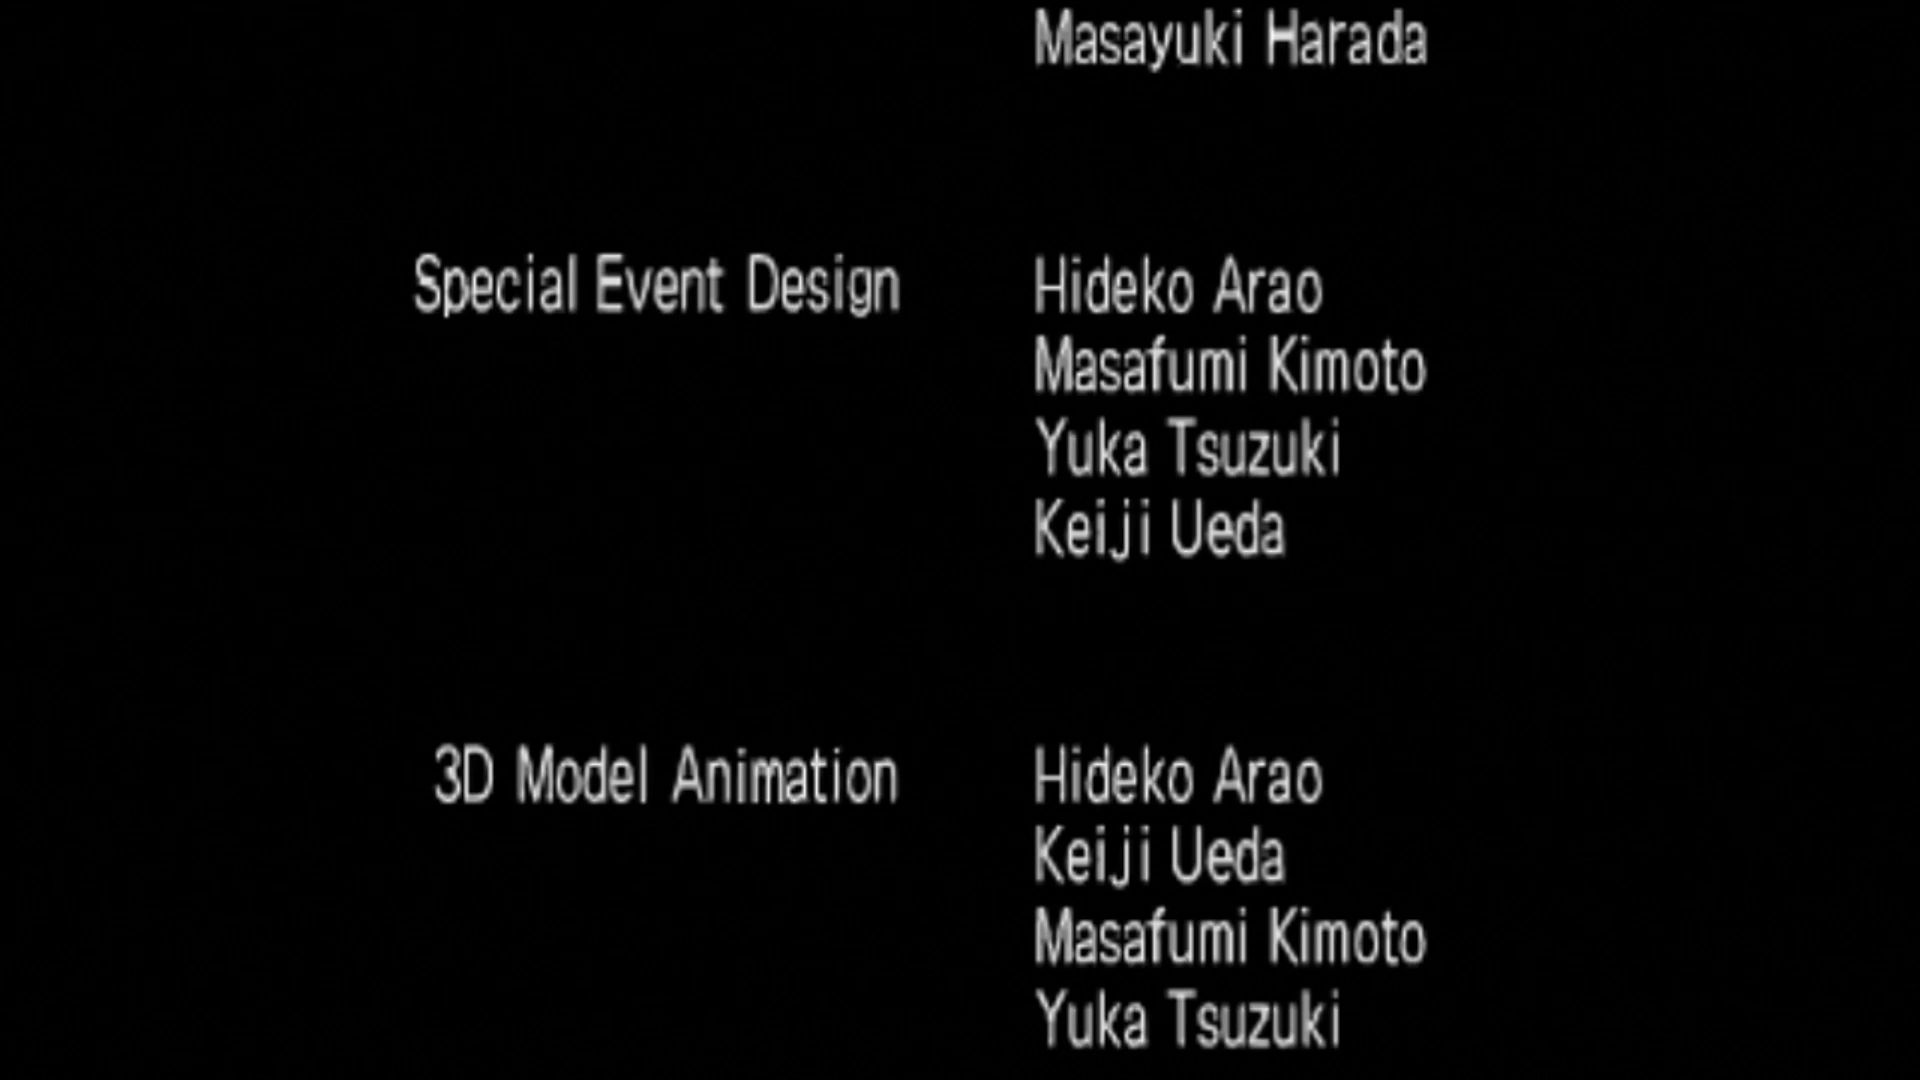 Masayuki Harada
Special Event Design Hideko Arao
Masafumi Kimoto
Yuka Tsuzuki
Keiji Ueda
3D Model Animation Hideko Arao
Keiji Ueda
Masafumi Kimoto
Yuka Tsuzuki